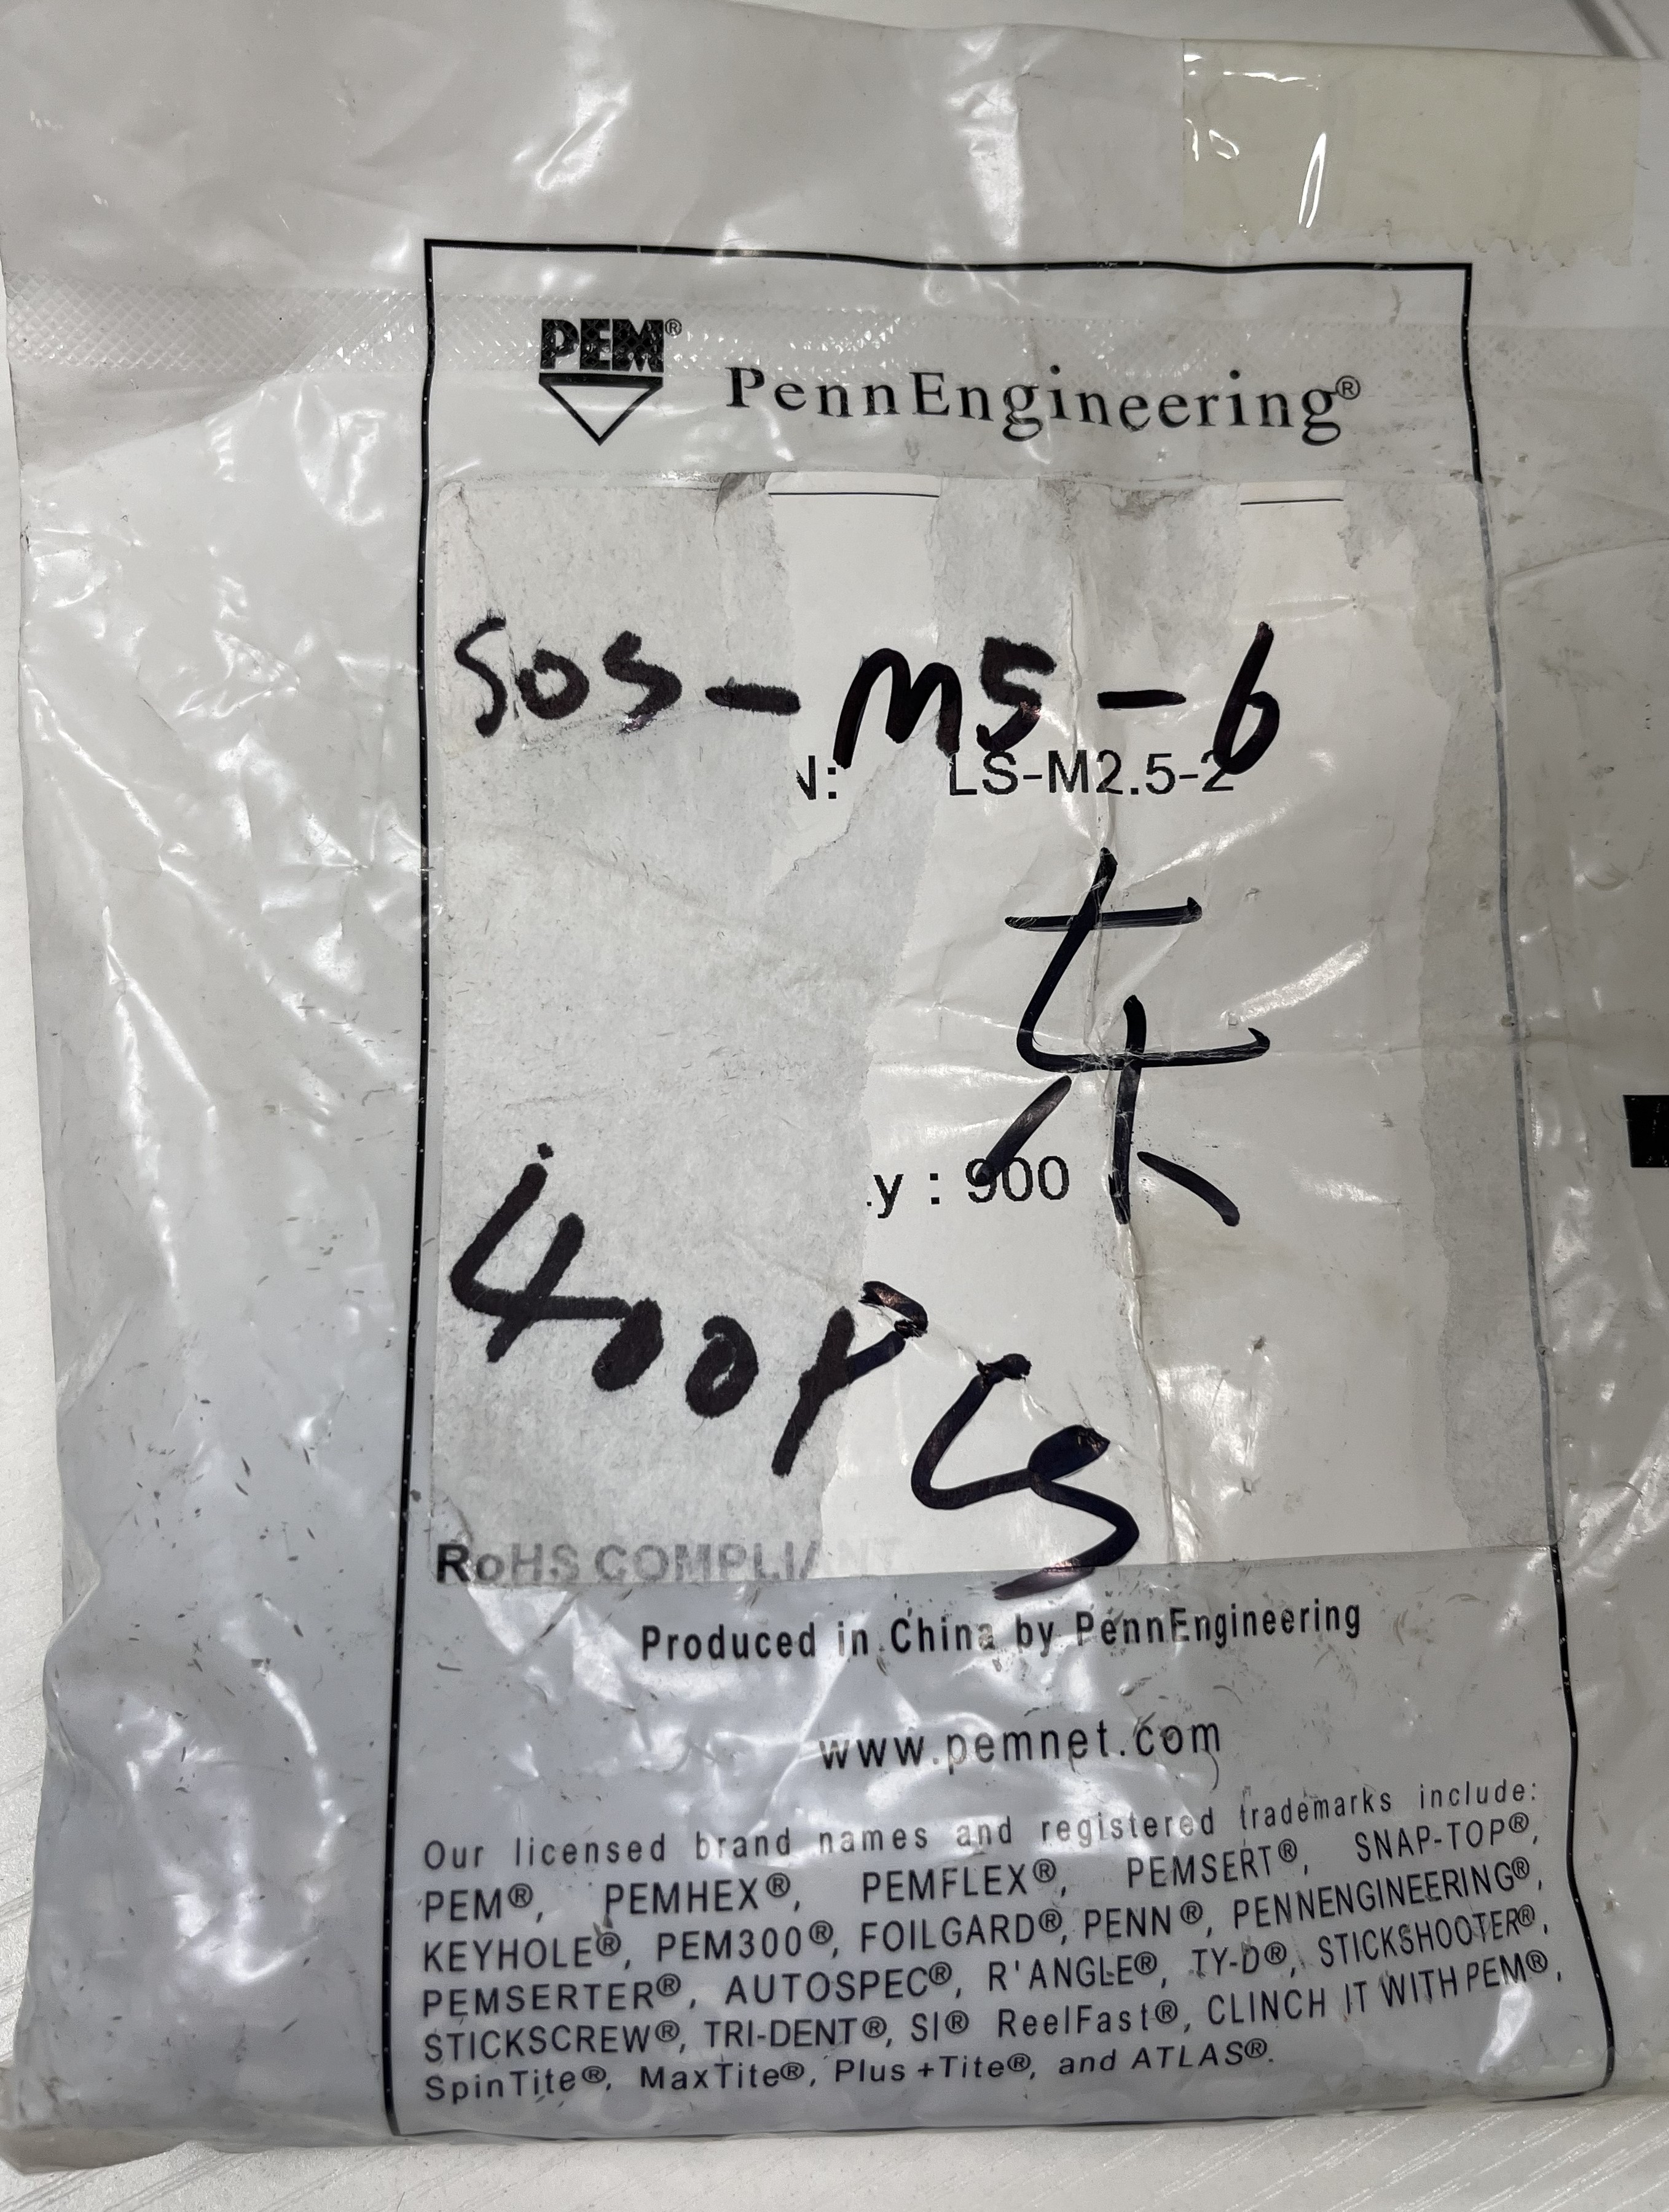 PEM®
PennEngineering®
SOS-M5-6
N: LS-M2.5-2
东
y : 900
400PCS
RoHS COMPLIANT
Produced in China by PennEngineering
www.pemnet.com
Our licensed brand names and registered trademarks include:
PEM®, PEMHEX®, PEMFLEX®, PEMSERT®, SNAP-TOP®,
KEYHOLE®, PEM300®, FOILGARD®, PENN®, PENNENGINEERING®,
PEMSERTER®, AUTOSPEC®, R'ANGLE®, TY-D®, STICKSHOOTER®,
STICKSCREW®, TRI-DENT®, SI® ReelFast®, CLINCH IT WITH PEM®,
SpinTite®, MaxTite®, Plus+Tite®, and ATLAS®.